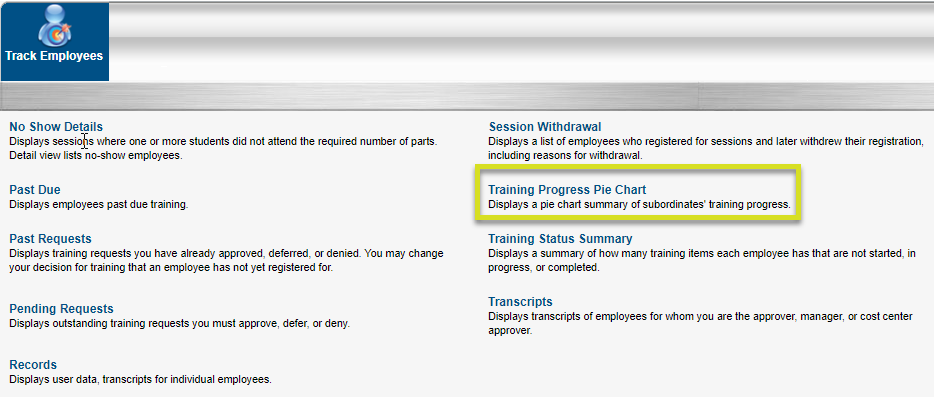 Track Employees
No Show Details
Displays sessions where one or more students did not attend the required number of parts.
Detail view lists no-show employees.
Past Due
Displays employees past due training.
Past Requests
Displays training requests you have already approved, deferred, or denied. You may change
your decision for training that an employee has not yet registered for.
Pending Requests
Displays outstanding training requests you must approve, defer, or deny.
Records
Displays user data, transcripts for individual employees.
Session Withdrawal
Displays a list of employees who registered for sessions and later withdrew their registration,
including reasons for withdrawal.
Training Progress Pie Chart
Displays a pie chart summary of subordinates' training progress.
Training Status Summary
Displays a summary of how many training items each employee has that are not started, in
progress, or completed.
Transcripts
Displays transcripts of employees for whom you are the approver, manager, or cost center
approver.